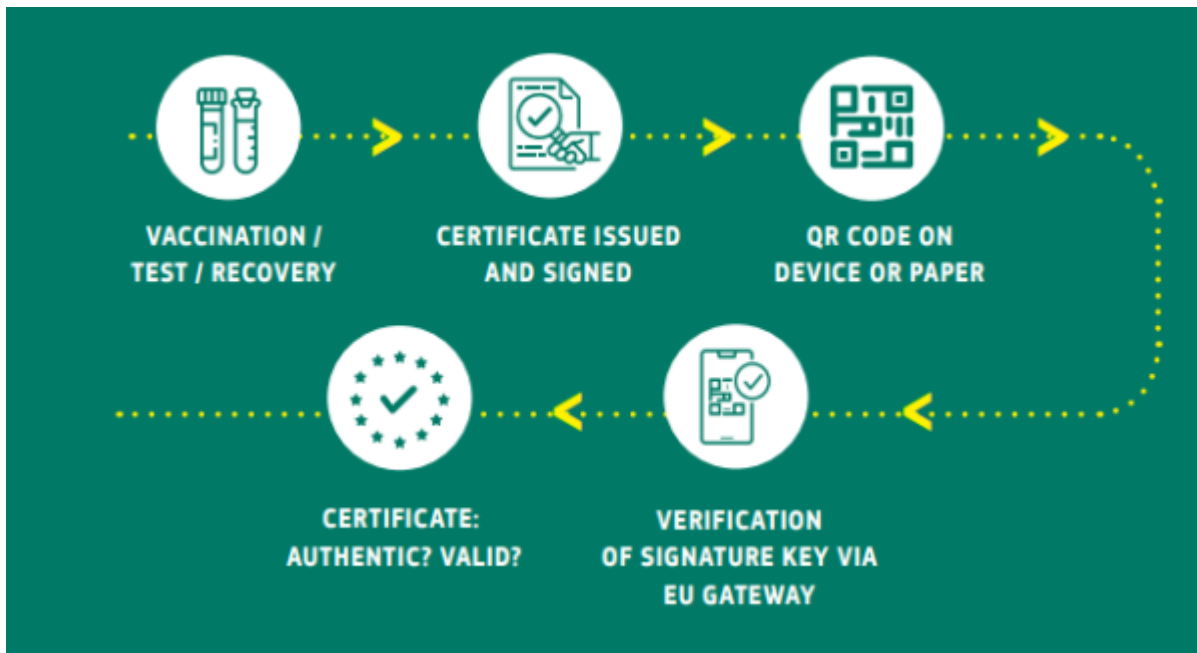 VACCINATION /
TEST / RECOVERY
CERTIFICATE ISSUED
AND SIGNED
QR CODE ON
DEVICE OR PAPER
VERIFICATION
OF SIGNATURE KEY VIA
EU GATEWAY
CERTIFICATE:
AUTHENTIC? VALID?